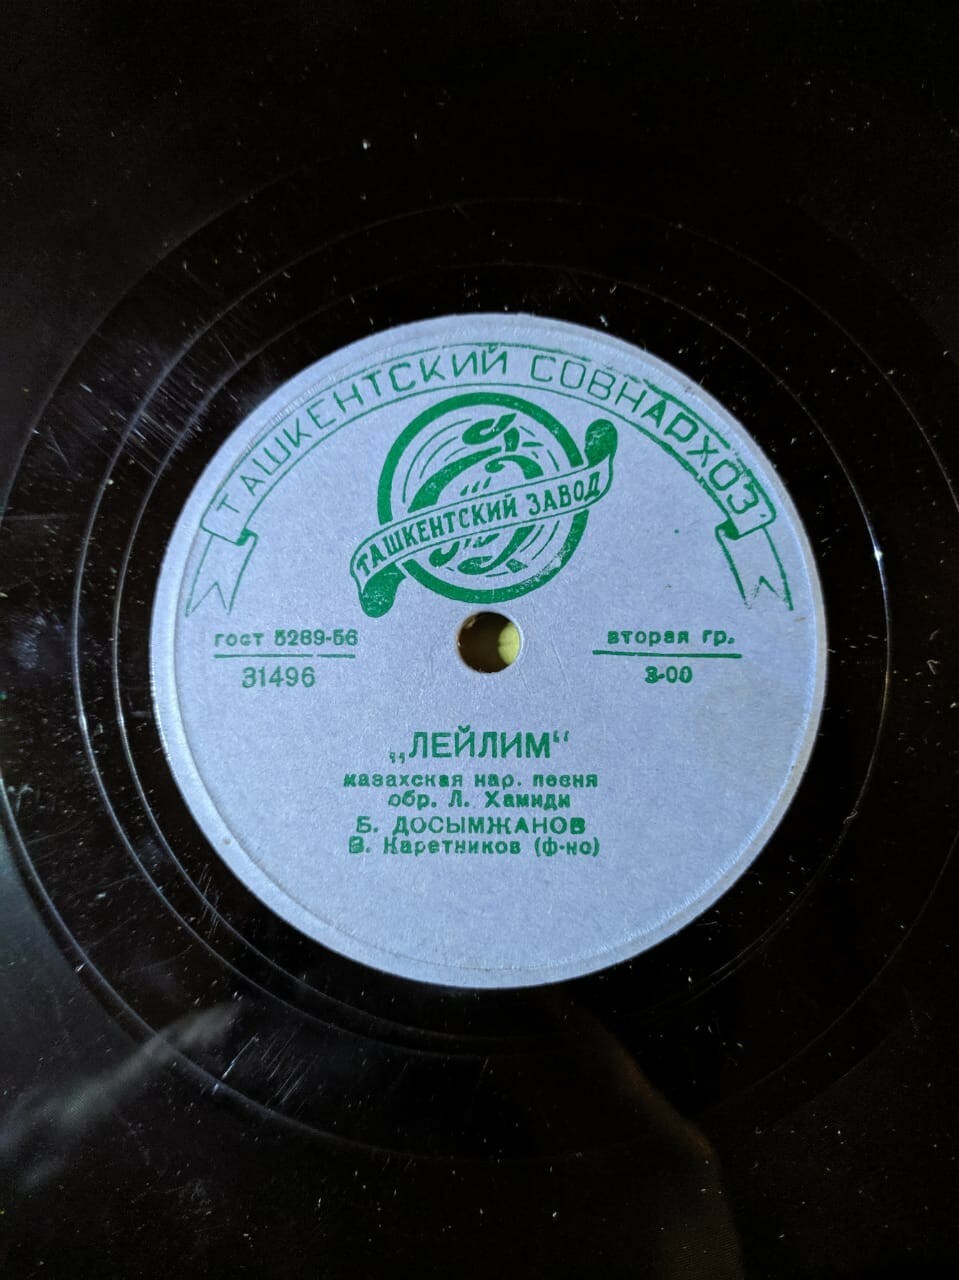 ТАШКЕНТСКИЙ СОВНАРХОЗ
ТАШКЕНТСКИЙ ЗАВОД
гост 5289-56
31496
вторая гр.
3-00
„ЛЕЙЛИМ“
казахская нар. песня
обр. Л. Хамиди
Б. ДОСЫМЖАНОВ
В. Каретников (ф-но)